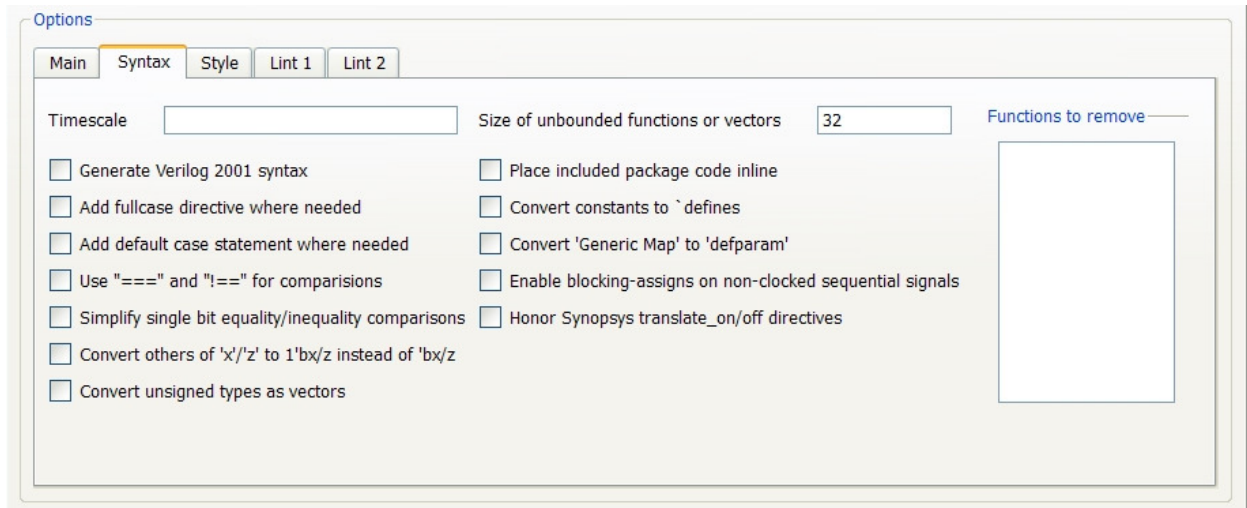 Options
Main Syntax Style Lint 1 Lint 2
Timescale Size of unbounded functions or vectors 32 Functions to remove
Generate Verilog 2001 syntax Place included package code inline
Add fullcase directive where needed Convert constants to `defines
Add default case statement where needed Convert 'Generic Map' to 'defparam'
Use "===" and "!==" for comparisions Enable blocking-assigns on non-clocked sequential signals
Simplify single bit equality/inequality comparisons Honor Synopsys translate_on/off directives
Convert others of 'x'/'z' to 1'bx/z instead of 'bx/z
Convert unsigned types as vectors